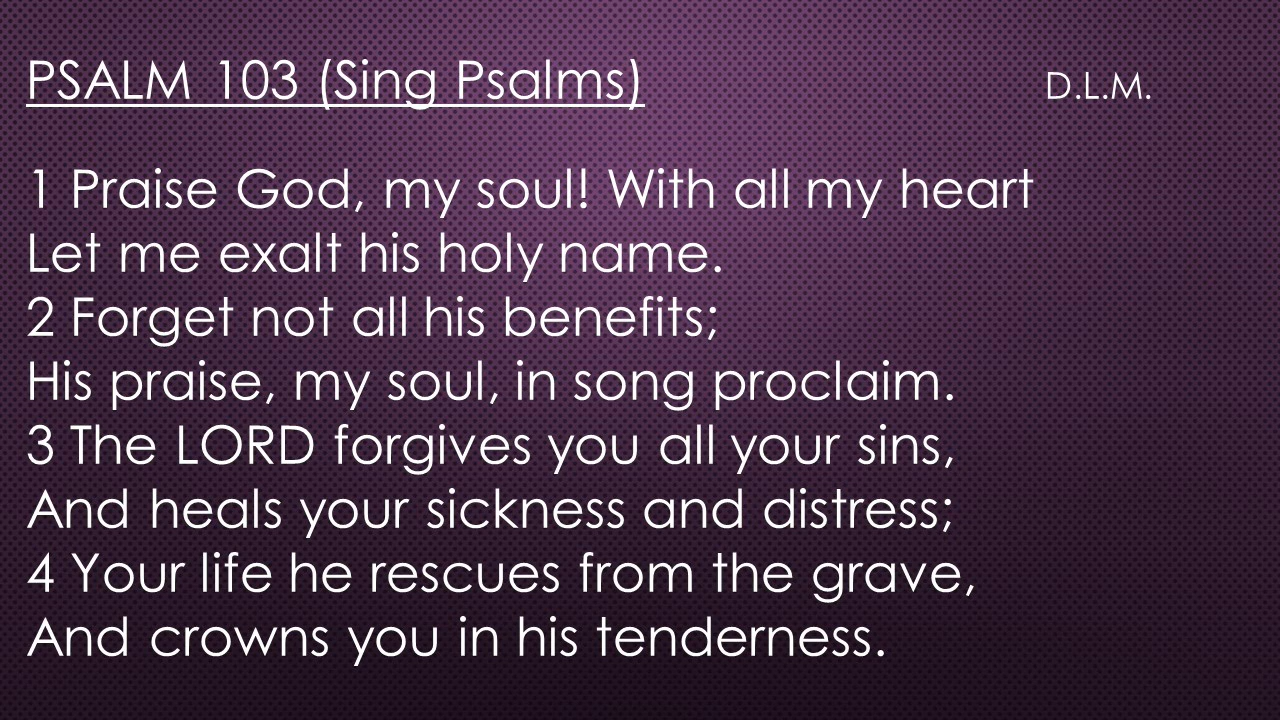 PSALM 103 (Sing Psalms) D.L.M.
1 Praise God, my soul! With all my heart
Let me exalt his holy name.
2 Forget not all his benefits;
His praise, my soul, in song proclaim.
3 The LORD forgives you all your sins,
And heals your sickness and distress;
4 Your life he rescues from the grave,
And crowns you in his tenderness.